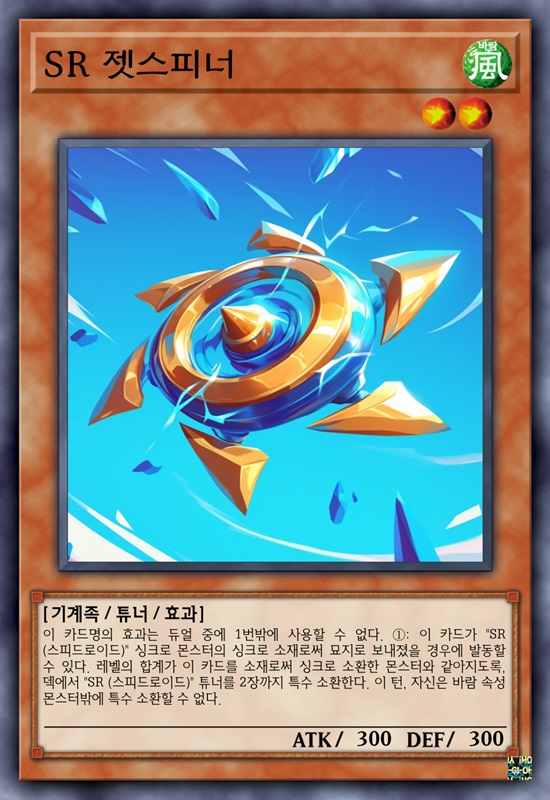 SR 젯스피너
바람
風
[기계족 / 튜너 / 효과]
이 카드명의 효과는 듀얼 중에 1번밖에 사용할 수 없다. ①: 이 카드가 "SR
(스피드로이드)" 싱크로 몬스터의 싱크로 소재로써 묘지로 보내졌을 경우에 발동할
수 있다. 레벨의 합계가 이 카드를 소재로써 싱크로 소환한 몬스터와 같아지도록,
덱에서 "SR (스피드로이드)" 튜너를 2장까지 특수 소환한다. 이 턴, 자신은 바람 속성
몬스터밖에 특수 소환할 수 없다.
ATK/ 300 DEF/ 300